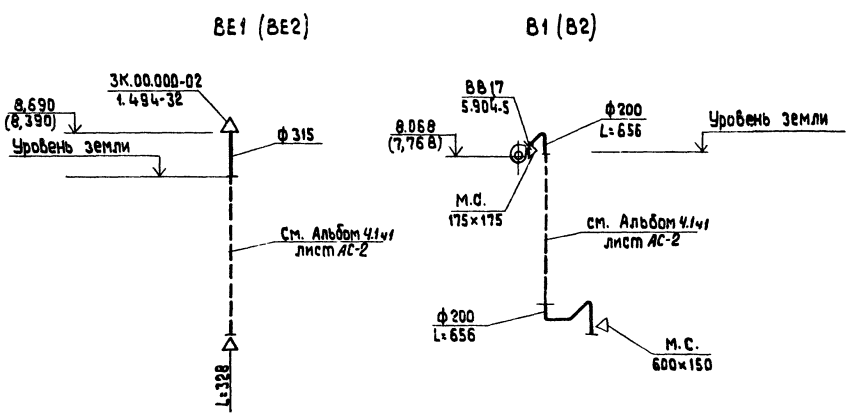 ВЕ1 (ВЕ2)
ЗК.00.000-02
1.494-32
8,690
(8,390)
Уровень земли
ф 315
см. Альбом 4.1ч1
лист АС-2
L=328
В1 (В2)
ВВ17
5.904-5
8.068
(7,768)
ф 200
L=656
Уровень земли
М.С.
175×175
см. Альбом 4.1ч1
лист АС-2
ф 200
L=656
М.С.
600×150